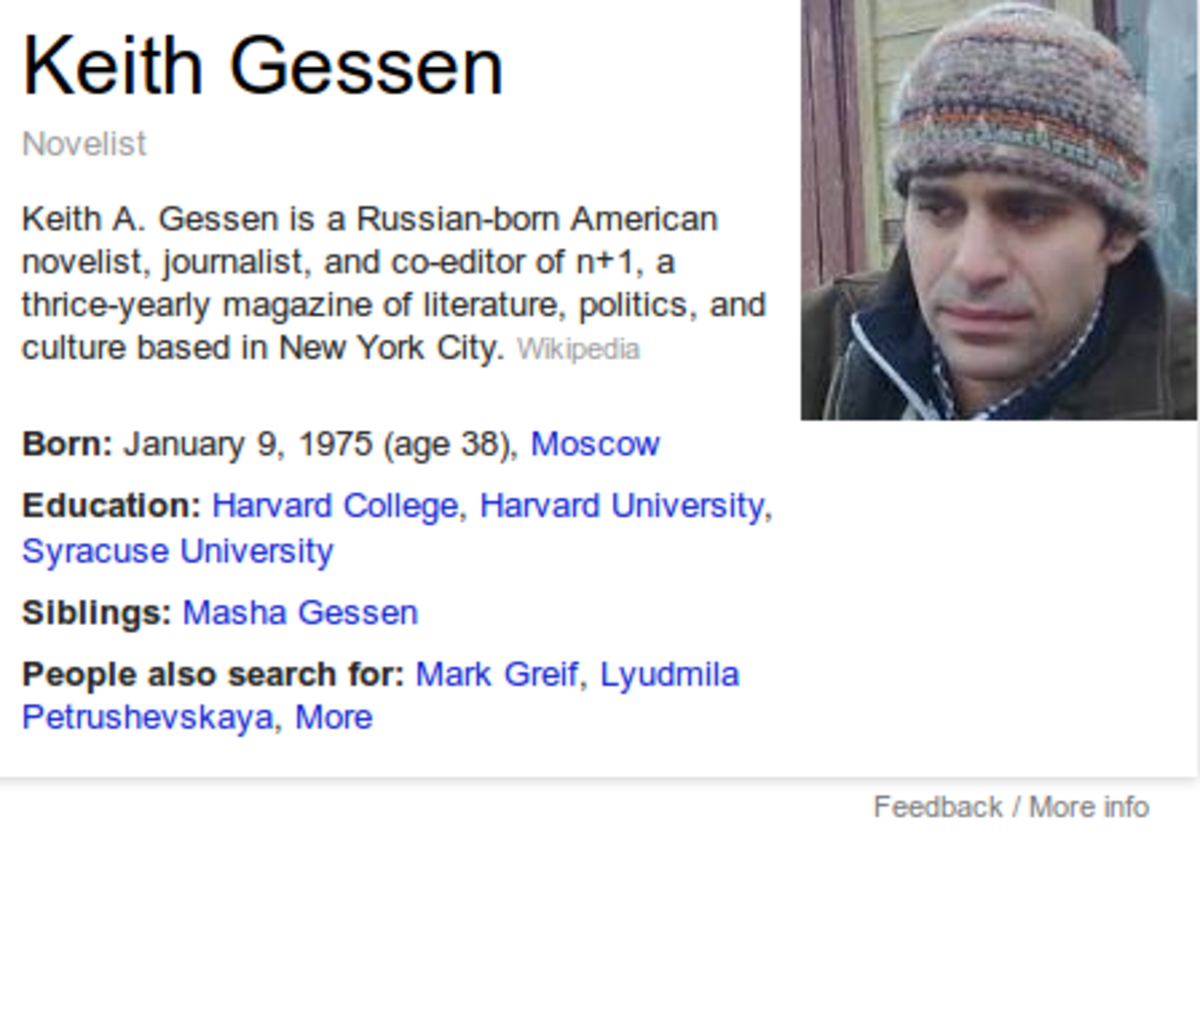 Keith Gessen
Novelist
Keith A. Gessen is a Russian-born American
novelist, journalist, and co-editor of n+1, a
thrice-yearly magazine of literature, politics, and
culture based in New York City. Wikipedia
Born: January 9, 1975 (age 38), Moscow
Education: Harvard College, Harvard University,
Syracuse University
Siblings: Masha Gessen
People also search for: Mark Greif, Lyudmila
Petrushevskaya, More
Feedback / More info